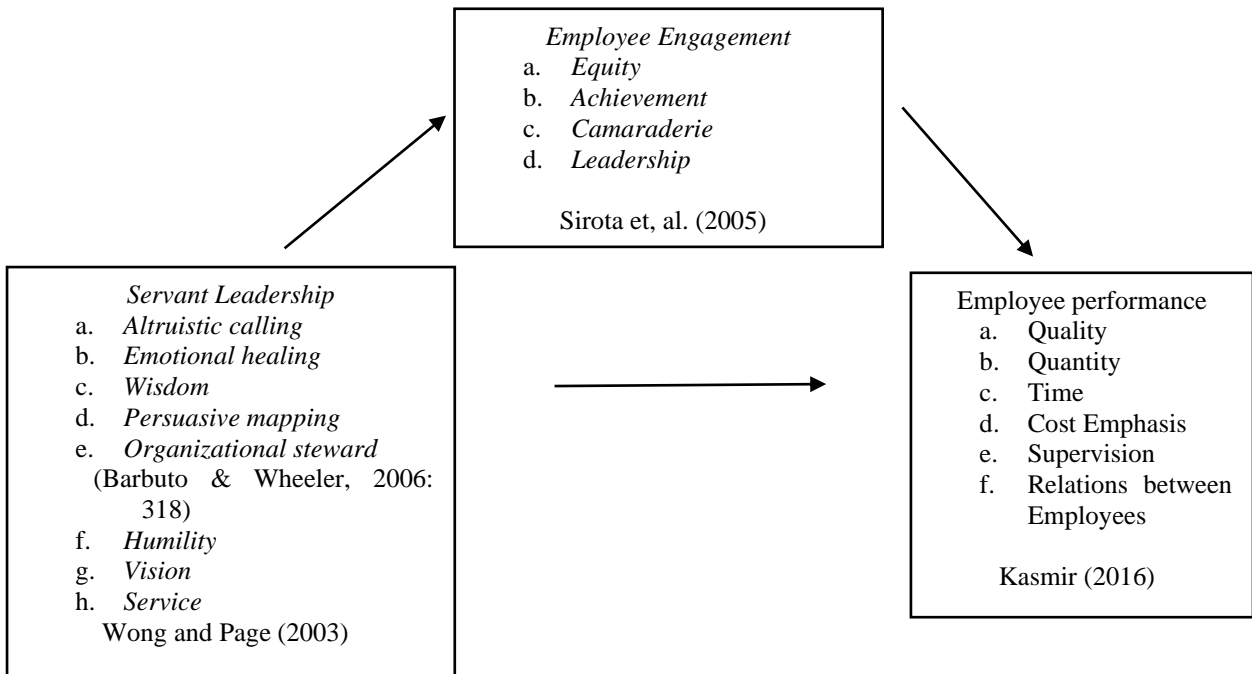 Employee Engagement
a. Equity
b. Achievement
c. Camaraderie
d. Leadership
Sirota et, al. (2005)
Servant Leadership
a. Altruistic calling
b. Emotional healing
c. Wisdom
d. Persuasive mapping
e. Organizational steward
(Barbuto & Wheeler, 2006:
318)
f. Humility
g. Vision
h. Service
Wong and Page (2003)
Employee performance
a. Quality
b. Quantity
c. Time
d. Cost Emphasis
e. Supervision
f. Relations between
Employees
Kasmir (2016)